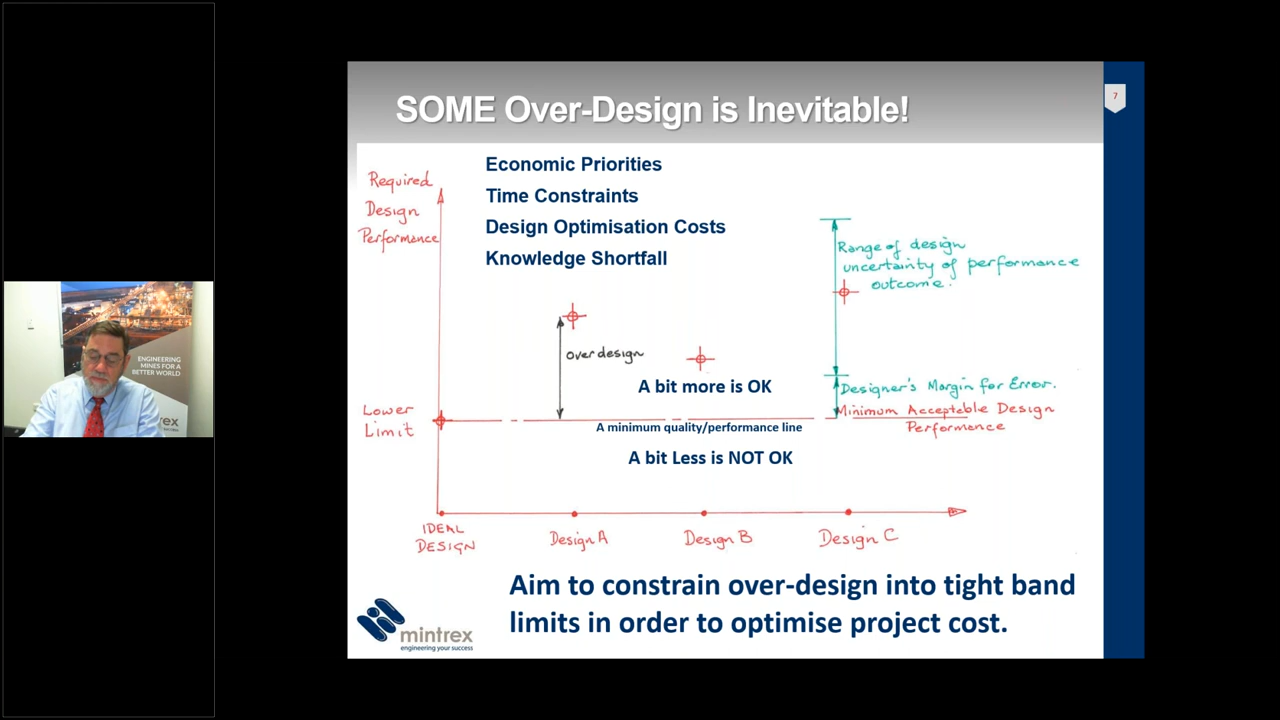 7
SOME Over-Design is Inevitable!
Economic Priorities
Time Constraints
Design Optimisation Costs
Knowledge Shortfall
Required
Design
Performance
Range of design
uncertainty of performance
outcome.
Over design
A bit more is OK
Designer's Margin for Error.
Lower
Limit
Minimum Acceptable Design
Performance
A minimum quality/performance line
A bit Less is NOT OK
IDEAL
DESIGN
Design A
Design B
Design C
Aim to constrain over-design into tight band
limits in order to optimise project cost.
mintrex
engineering your success
ENGINEERING
MINES FOR A
BETTER WORLD